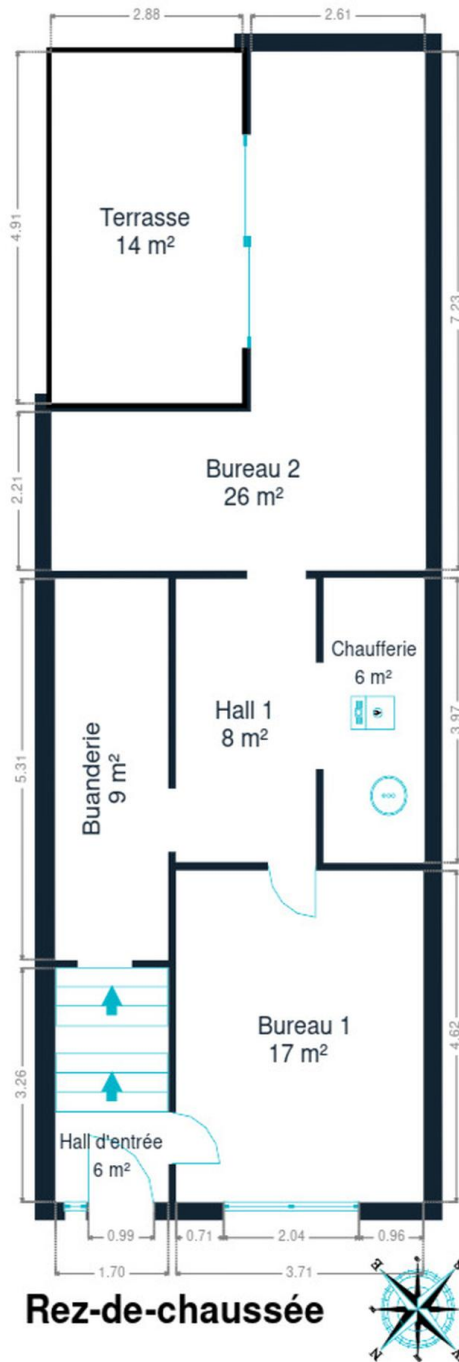 2.88
2.61
Terrasse
14 m²
4.91
7.23
Bureau 2
26 m²
2.21
Chaufferie
6 m²
Hall 1
8 m²
Buanderie
9 m²
5.31
3.97
Bureau 1
17 m²
4.62
3.26
Hall d'entrée
6 m²
0.99
0.71
2.04
0.96
1.70
3.71
Rez-de-chaussée
E
S
N